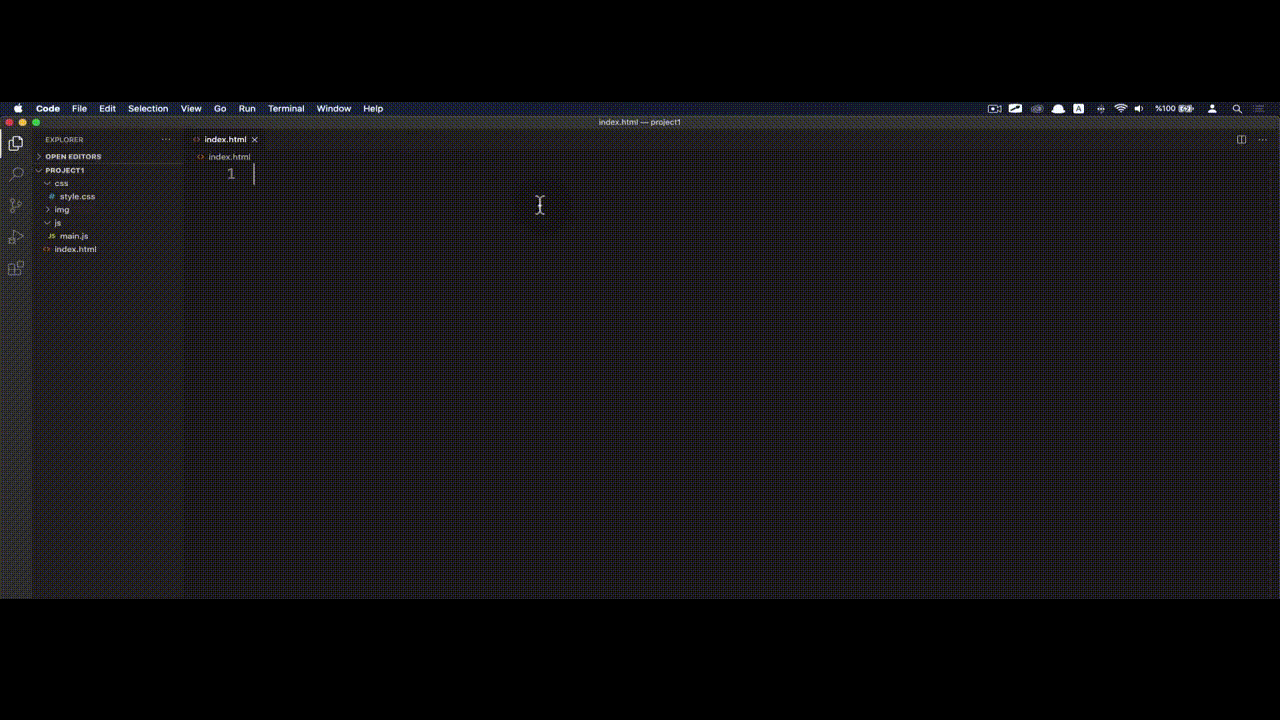 Code File Edit Selection View Go Run Terminal Window Help A %100
index.html — project1
EXPLORER ··· index.html
OPEN EDITORS index.html
PROJECT1 1
css
# style.css
img
js
JS main.js
index.html